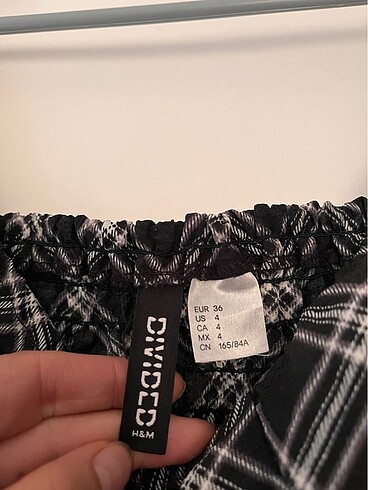 DIVIDED
H&M
EUR 36
US 4
CA 4
MX 4
CN 165/84A